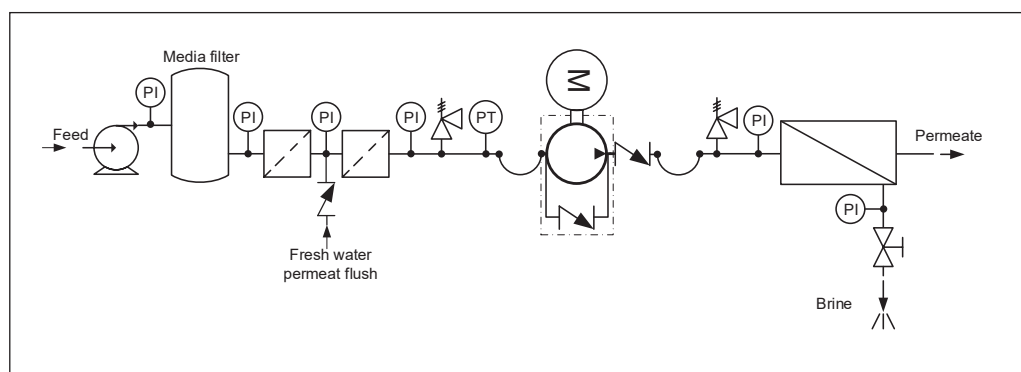 Media filter
PI
PI
PI
PI
PT
M
PI
Feed
Permeate
PI
Fresh water
permeat flush
Brine